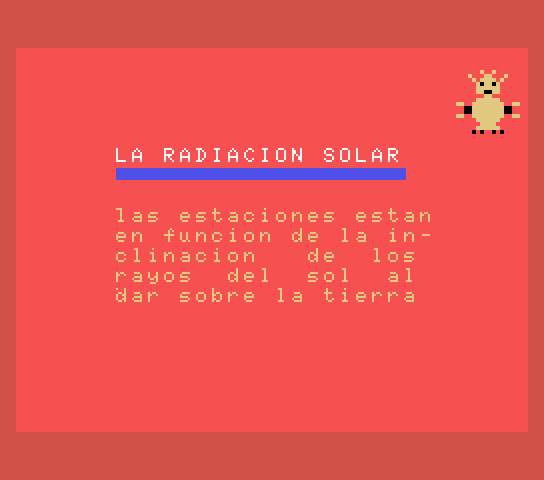 LA RADIACION SOLAR
las estaciones estan
en funcion de la in-
clinacion de los
rayos del sol al
dar sobre la tierra